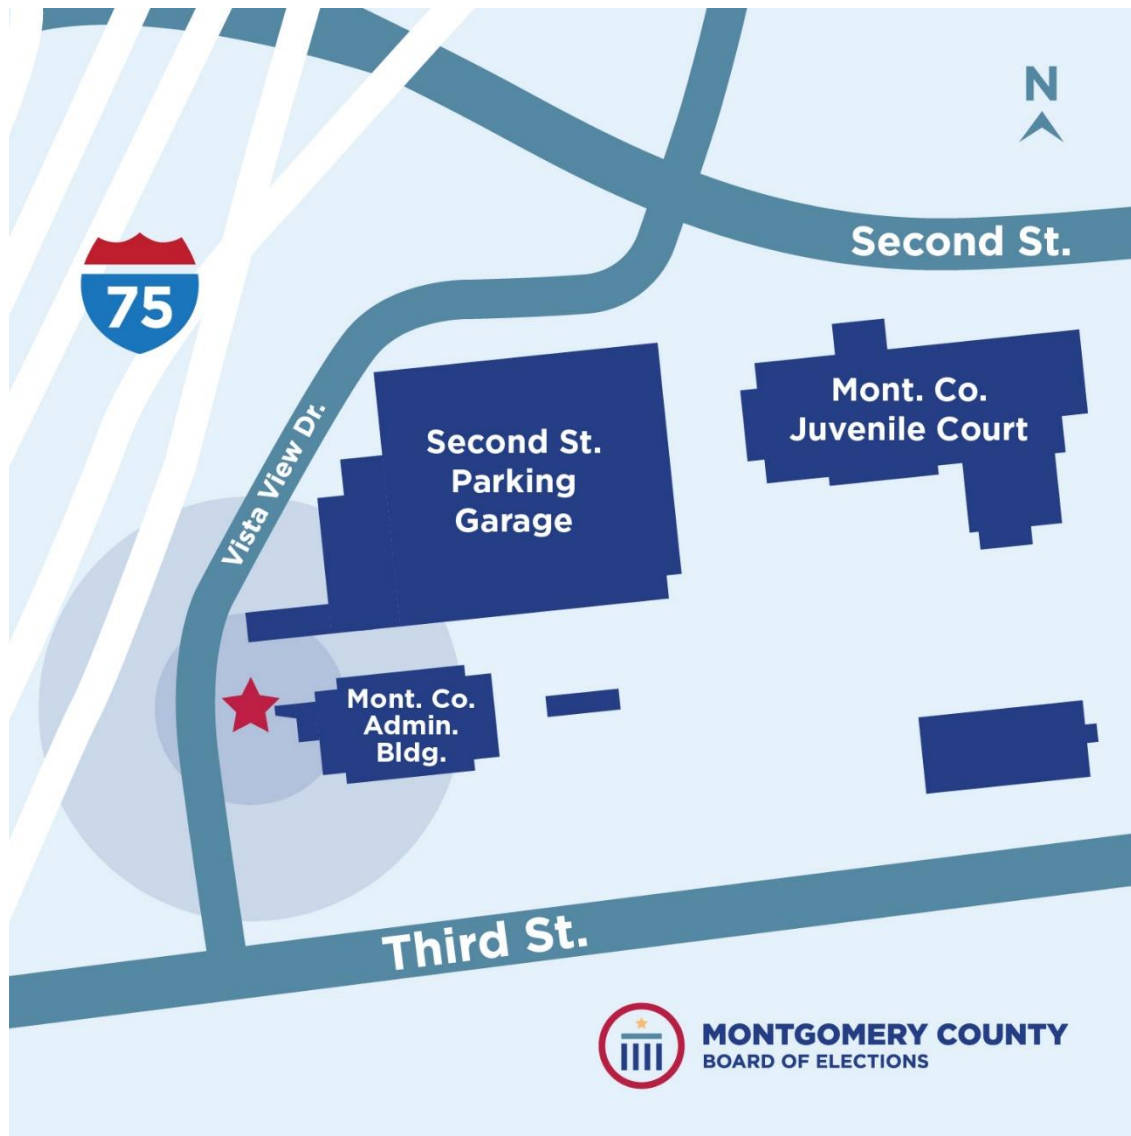 N
Second St.
75
Mont. Co.
Juvenile Court
Second St.
Parking
Garage
Vista View Dr.
Mont. Co.
Admin.
Bldg.
Third St.
MONTGOMERY COUNTY
BOARD OF ELECTIONS